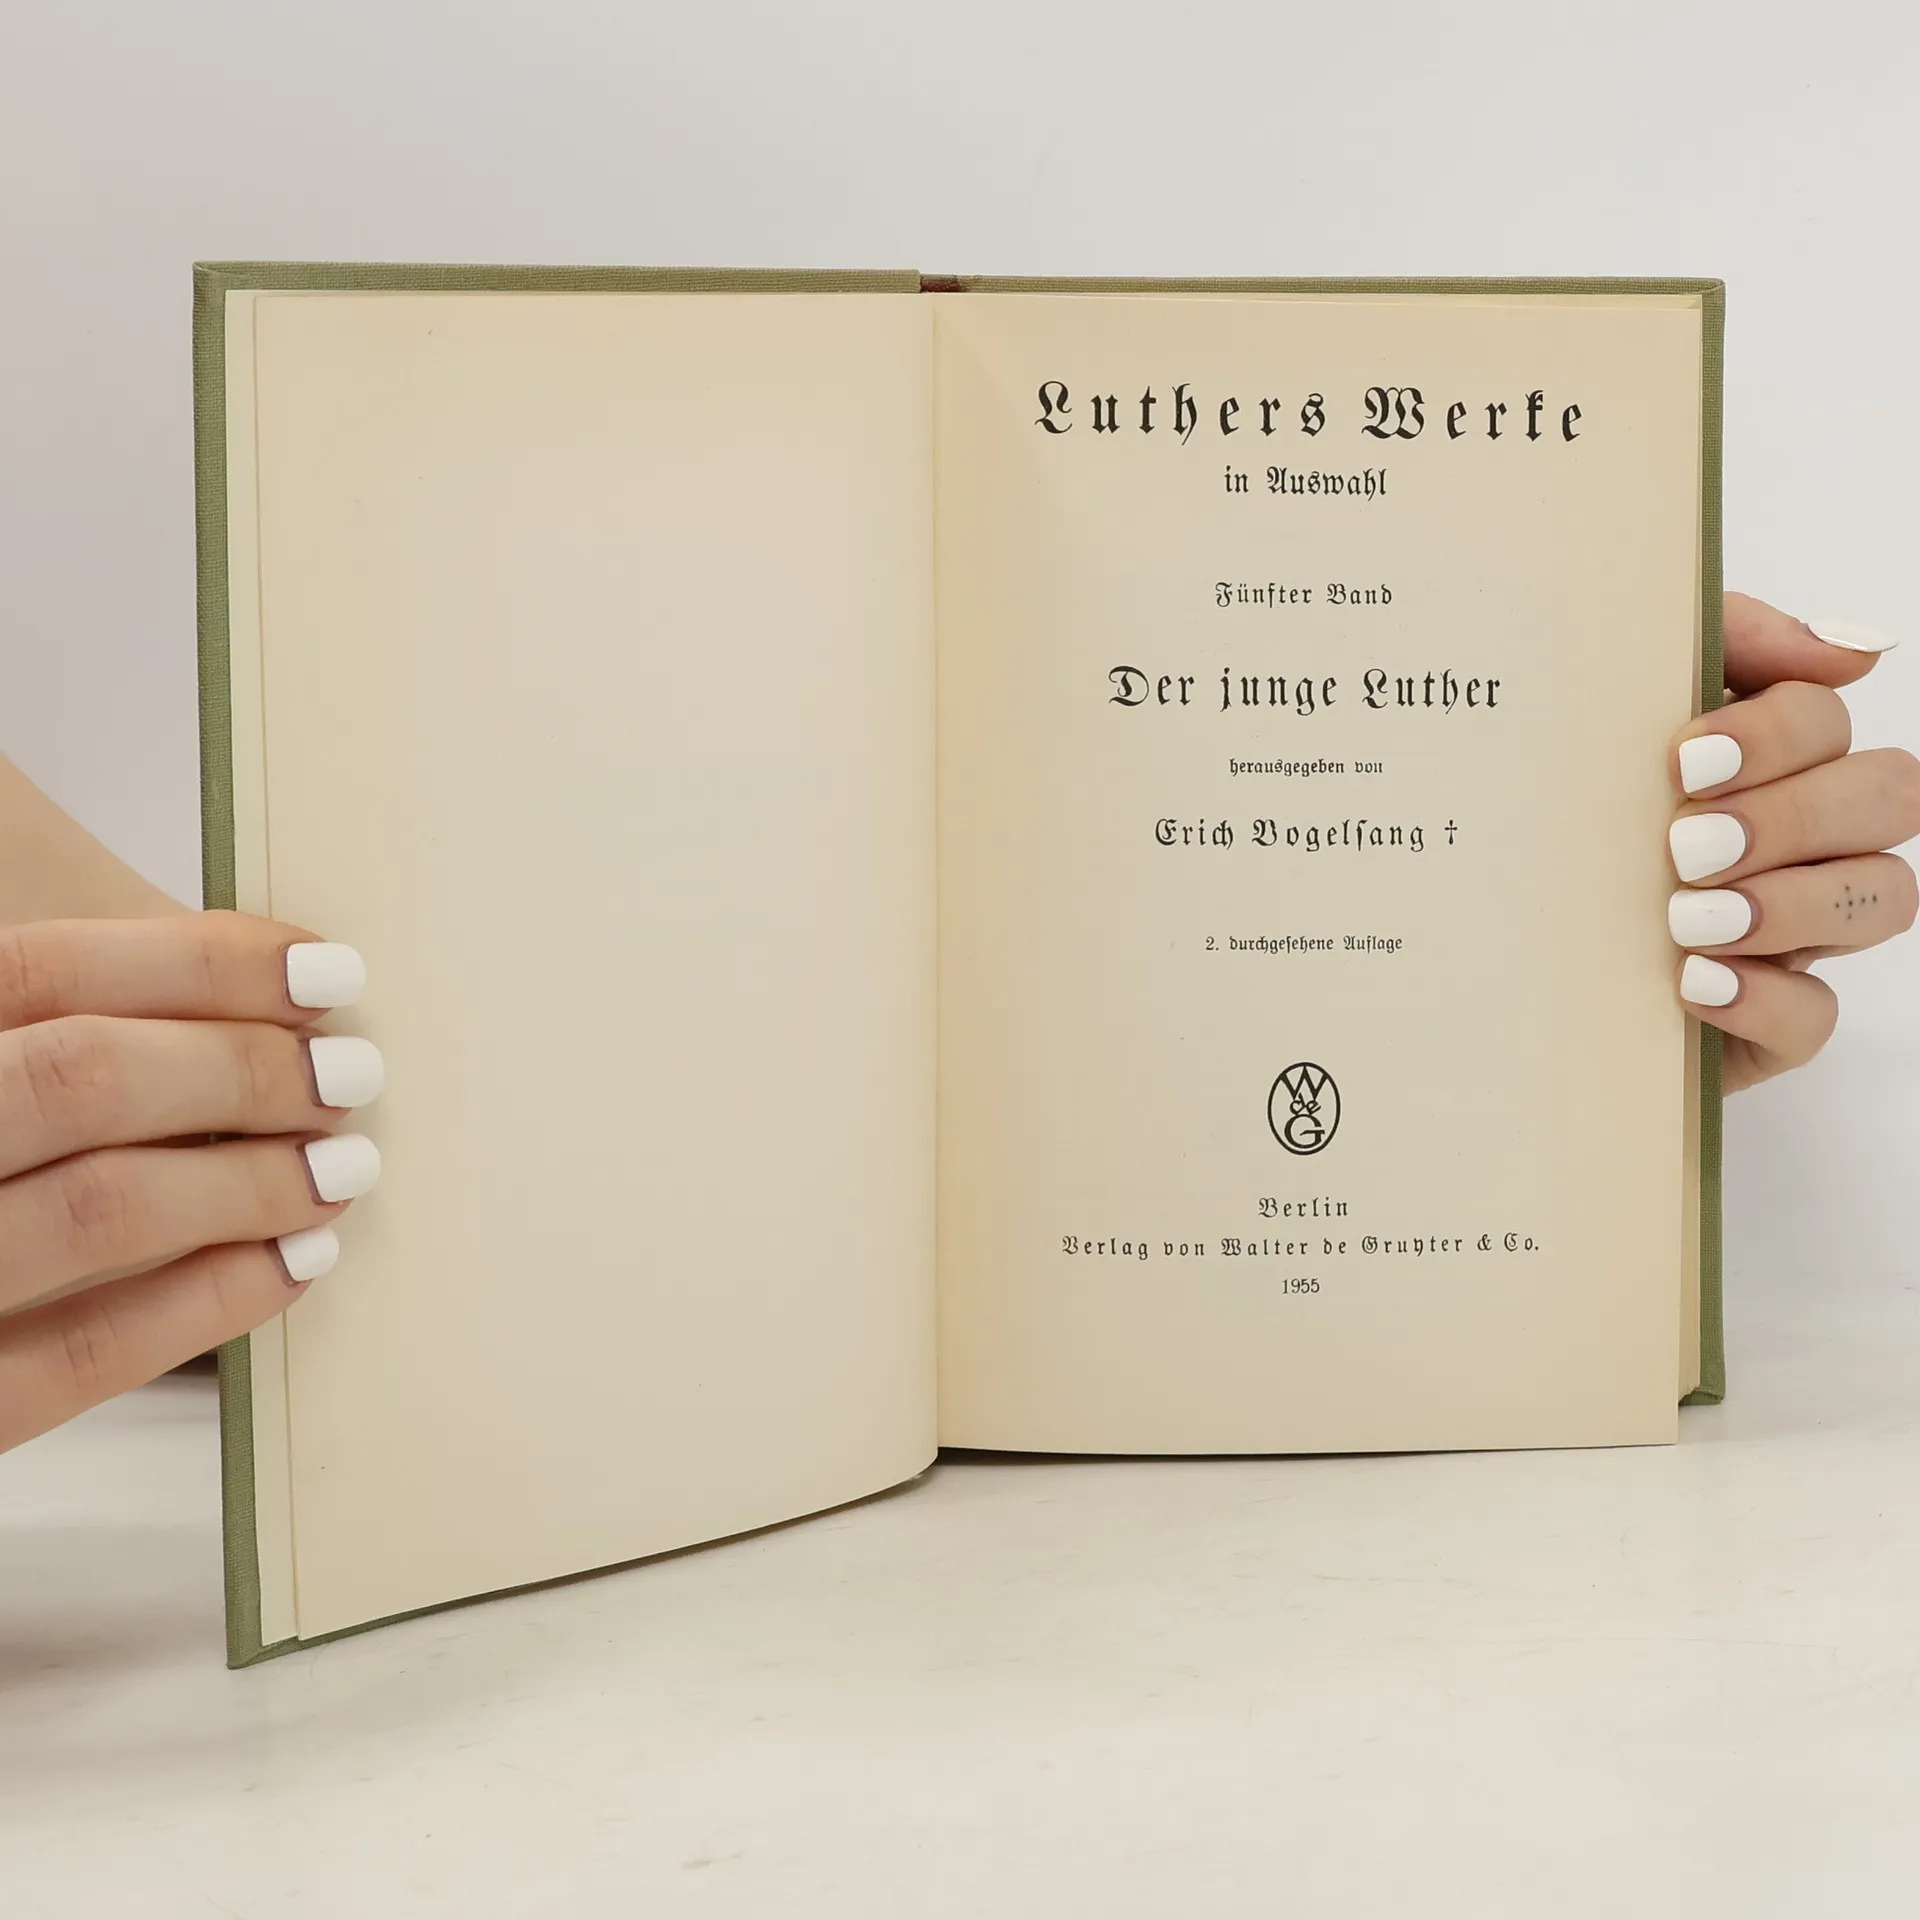 Luthers Werke
in Auswahl
Fünfter Band
Der junge Luther
herausgegeben von
Erich Vogelſang †
2. durchgeſehene Auflage
W
de
G
Berlin
Verlag von Walter de Gruyter & Co.
1955